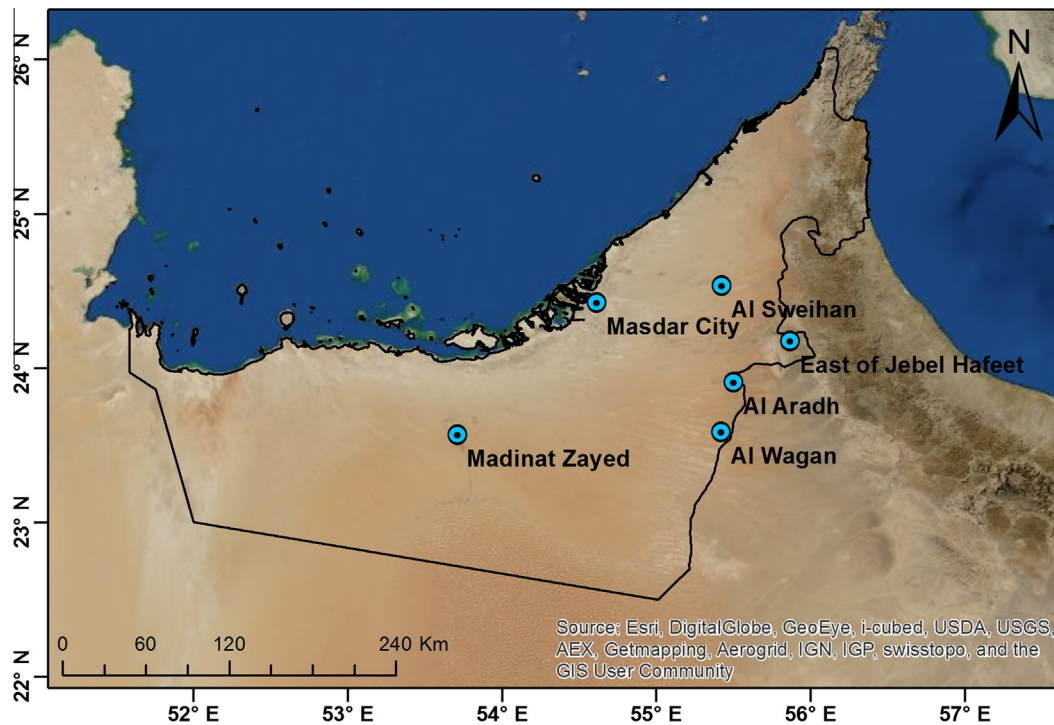 26° N
N
25° N
Al Sweihan
Masdar City
24° N
East of Jebel Hafeet
Al Aradh
Al Wagan
Madinat Zayed
23° N
Source: Esri, DigitalGlobe, GeoEye, i-cubed, USDA, USGS,
AEX, Getmapping, Aerogrid, IGN, IGP, swisstopo, and the
GIS User Community
0 60 120 240 Km
22° N
52° E 53° E 54° E 55° E 56° E 57° E